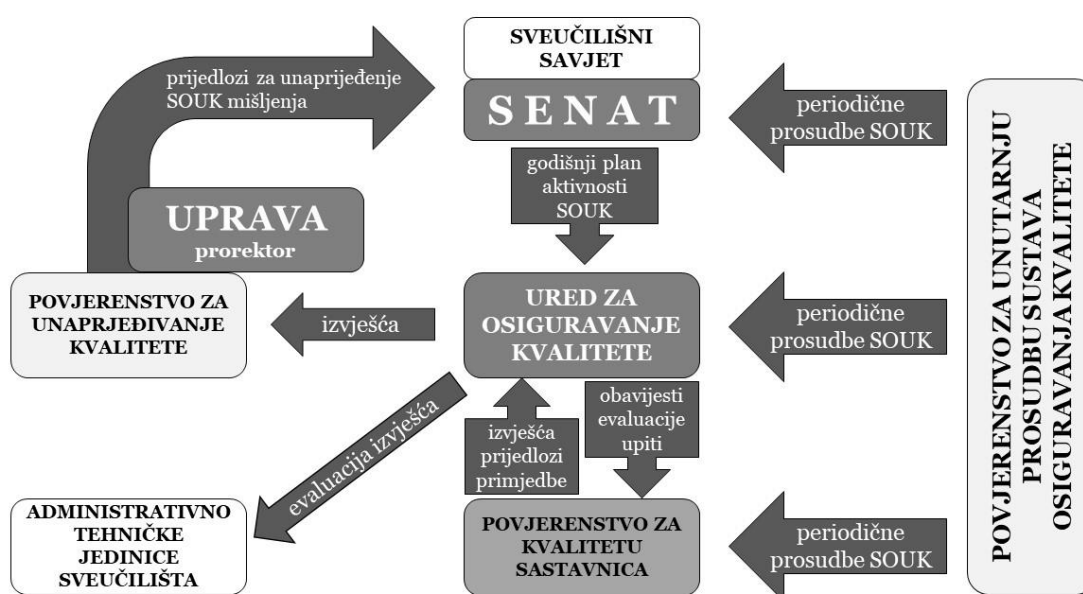 SVEUČILIŠNI
SAVJET
SENAT
prijedlozi za unaprijeđenje
SOUK mišljenja
periodične
prosudbe SOUK
godišnji plan
aktivnosti
SOUK
UPRAVA
prorektor
POVJERENSTVO ZA
UNAPRJEĐIVANJE
KVALITETE
izvješća
URED ZA
OSIGURAVANJE
KVALITETE
periodične
prosudbe SOUK
evaluacija izvješća
izvješća
prijedlozi
primjedbe
obavijesti
evaluacije
upiti
ADMINISTRATIVNO
TEHNIČKE
JEDINICE
SVEUČILIŠTA
POVJERENSTVO ZA
KVALITETU
SASTAVNICA
periodične
prosudbe SOUK
POVJERENSTVO ZA UNUTARNJU
PROSUDBU SUSTAVA
OSIGURAVANJA KVALITETE